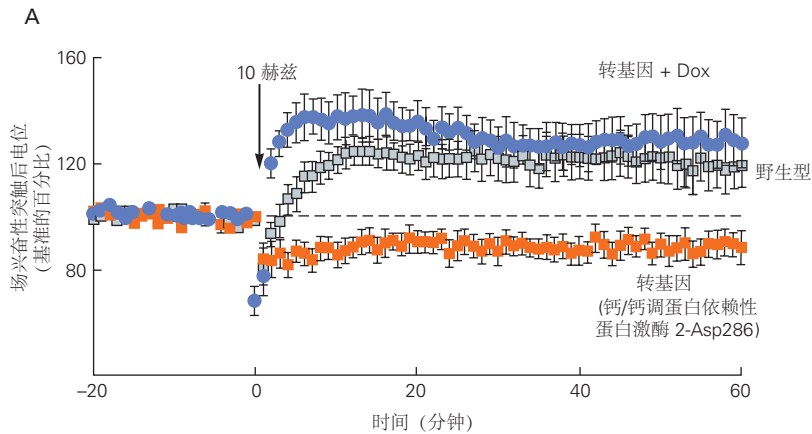 A
160
120
80
场兴奋性突触后电位
(基准的百分比)
10 赫兹
转基因 + Dox
野生型
转基因
(钙/钙调蛋白依赖性
蛋白激酶 2-Asp286)
–20
0
20
40
60
时间 (分钟)